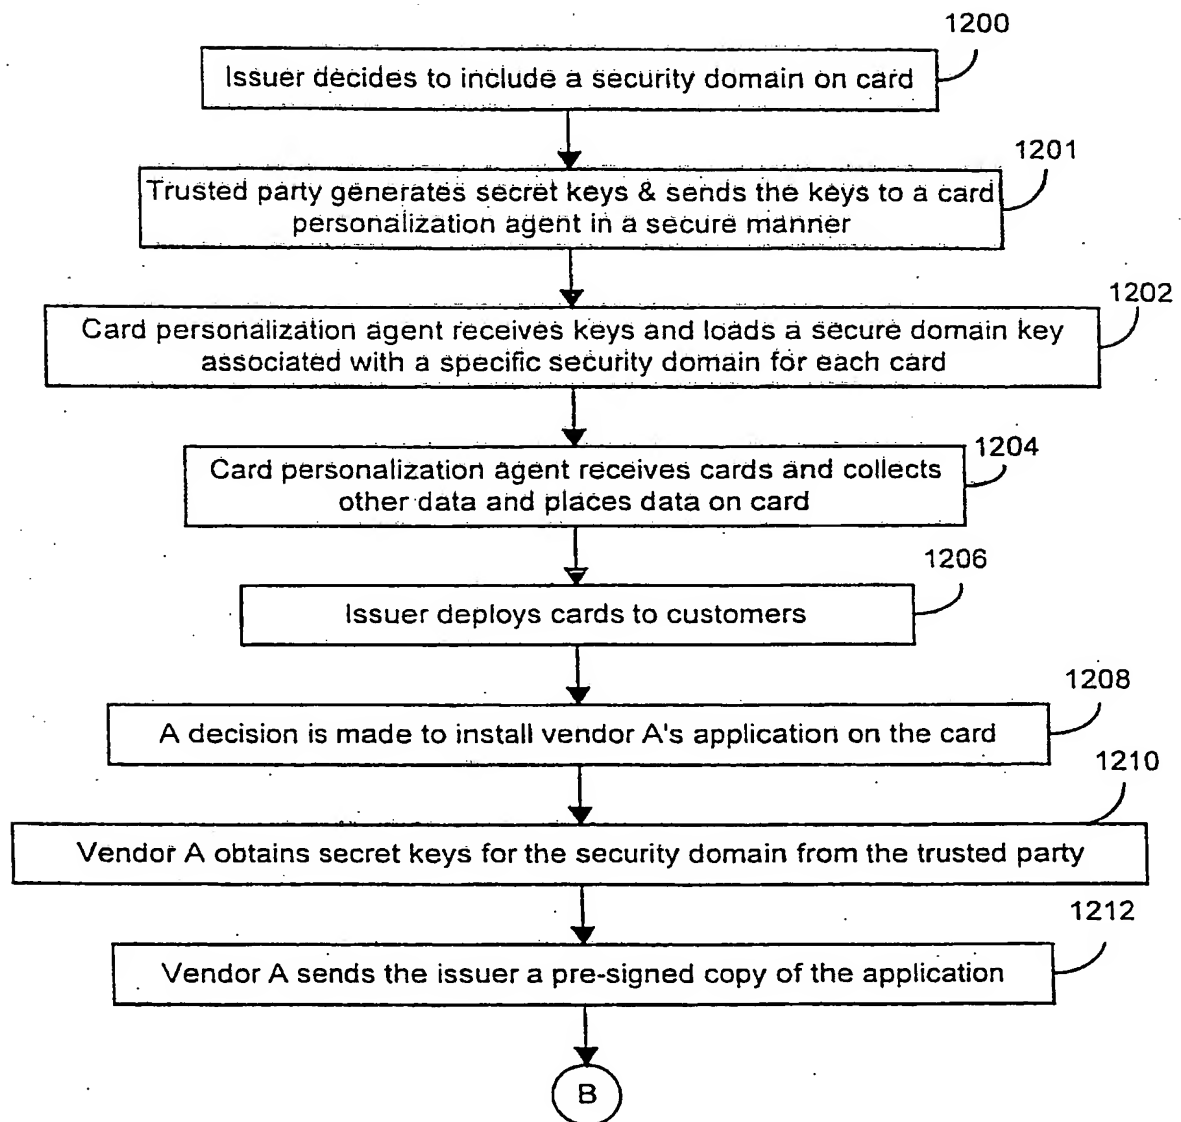 1200
Issuer decides to include a security domain on card
1201
Trusted party generates secret keys & sends the keys to a card
personalization agent in a secure manner
1202
Card personalization agent receives keys and loads a secure domain key
associated with a specific security domain for each card
1204
Card personalization agent receives cards and collects
other data and places data on card
1206
Issuer deploys cards to customers
1208
A decision is made to install vendor A's application on the card
1210
Vendor A obtains secret keys for the security domain from the trusted party
1212
Vendor A sends the issuer a pre-signed copy of the application
B